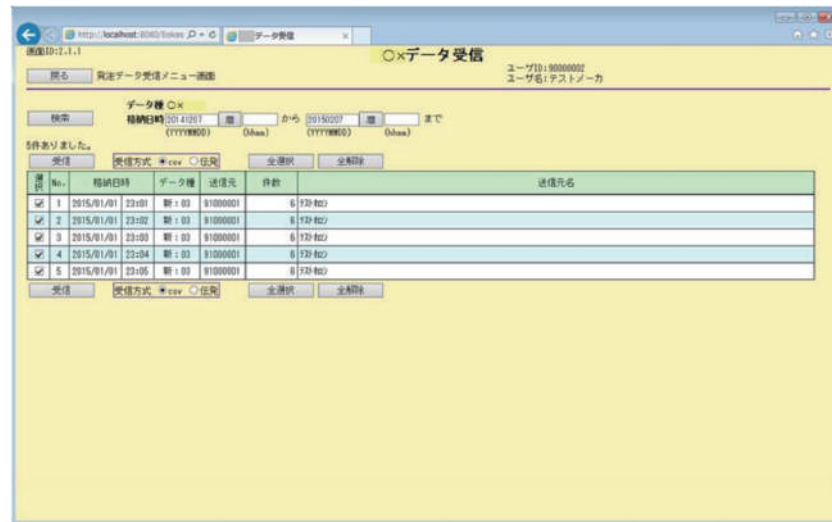 http://localhost:8080/
データ受信
画面ID:2.1.1
○×データ受信
ユーザID:90000002
ユーザ名:テストメーカ
戻る 発注データ受信メニュー画面
データ種 ○×
検索 格納日時 20141207 暦 から 20150207 暦 まで
(YYYYMMDD) (hhmm) (YYYYMMDD) (hhmm)
5件ありました。
受信 受信方式 csv 伝発 全選択 全解除
選択 No. 格納日時 データ種 送信元 件数 送信元名
1 2015/01/01 23:01 新:03 91000001 6
2 2015/01/01 23:02 新:03 91000001 6
3 2015/01/01 23:03 新:03 91000001 6
4 2015/01/01 23:04 新:03 91000001 6
5 2015/01/01 23:05 新:03 91000001 6
受信 受信方式 csv 伝発 全選択 全解除